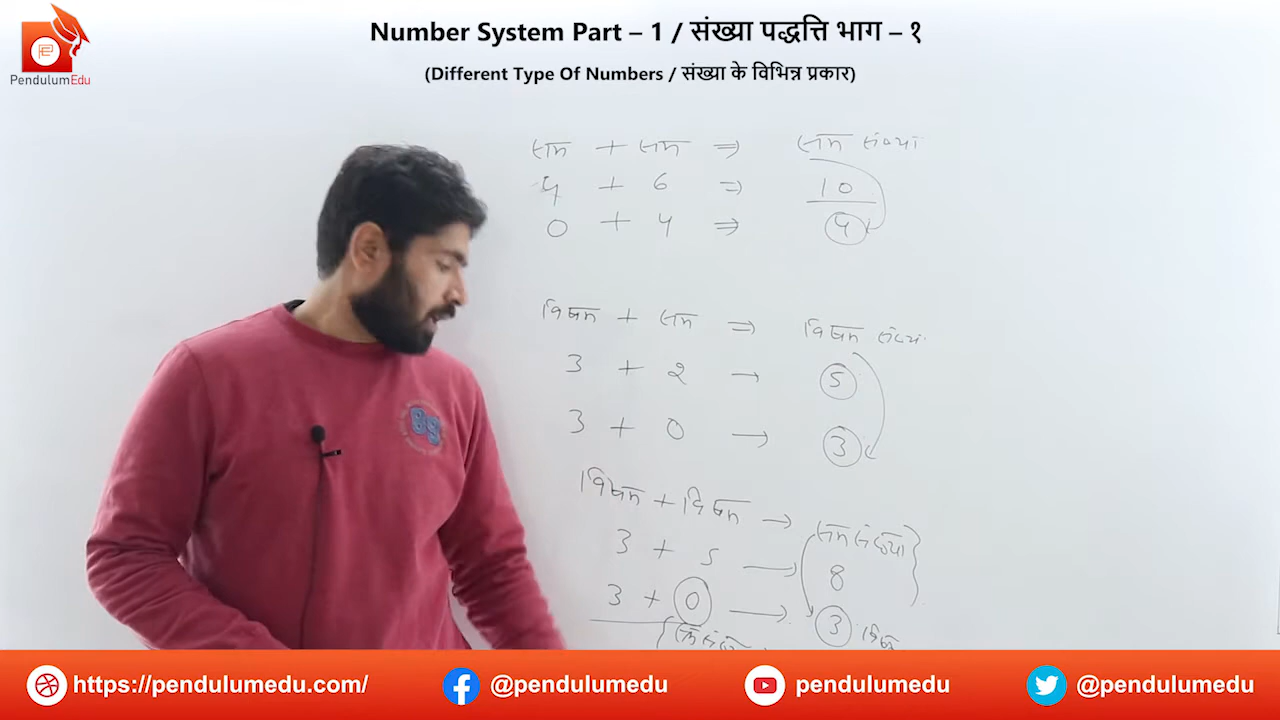 Number System Part – 1 / संख्या पद्धत्ति भाग – १
(Different Type Of Numbers / संख्या के विभिन्न प्रकार)
PendulumEdu
सम + सम ⇒ सम संख्या
4 + 6 ⇒ 10
0 + 4 ⇒ 4
विषम + सम ⇒ विषम संख्या
3 + 2 → 5
3 + 0 → 3
विषम + विषम → सम संख्या
3 + 5 → 8
3 + 0 → 3
https://pendulumedu.com/ @pendulumedu pendulumedu @pendulumedu